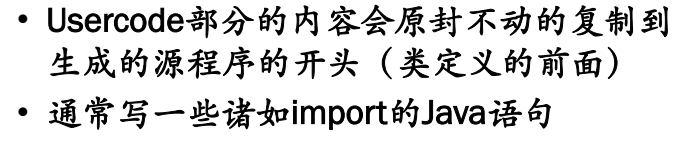 • Usercode部分的内容会原封不动的复制到
生成的源程序的开头（类定义的前面）
• 通常写一些诸如import的Java语句